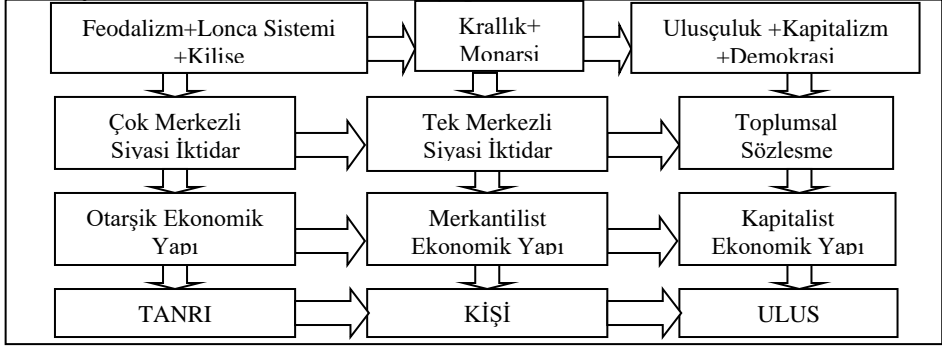 Feodalizm+Lonca Sistemi
+Kilise
Krallık+
Monarşi
Ulusçuluk +Kapitalizm
+Demokrasi
Çok Merkezli
Siyasi İktidar
Tek Merkezli
Siyasi İktidar
Toplumsal
Sözleşme
Otarşik Ekonomik
Yapı
Merkantilist
Ekonomik Yapı
Kapitalist
Ekonomik Yapı
TANRI
KİŞİ
ULUS